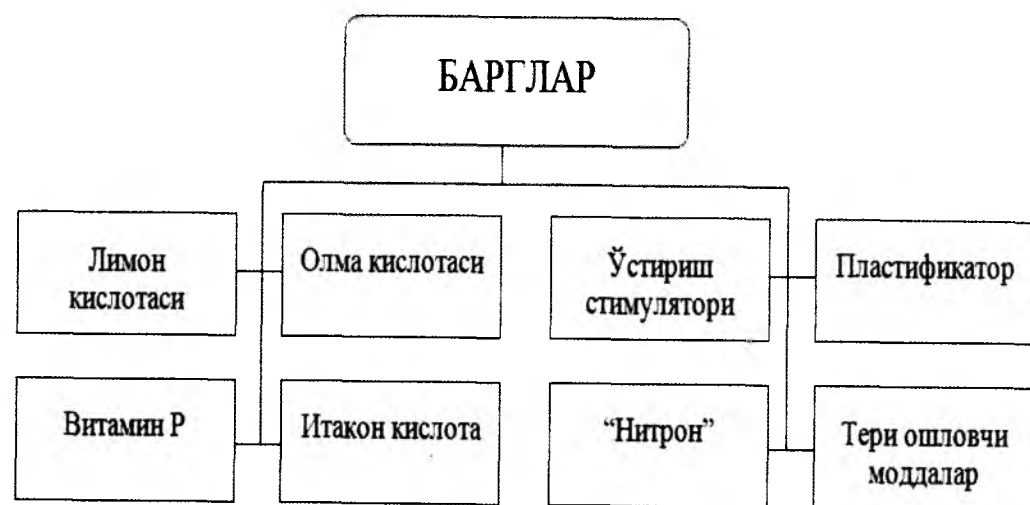 БАРГЛАР
Лимон
кислотаси
Олма кислотаси
Ўстириш
стимулятори
Пластификатор
Витамин Р
Итакон кислота
“Нитрон”
Тери ошловчи
моддалар